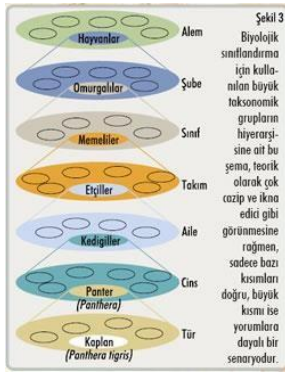 Hayvanlar
Alem
Omurgalılar
Şube
Memeliler
Sınıf
Etçiller
Takım
Kedigiller
Aile
Panter
(Panthera)
Cins
Kaplan
(Panthera tigris)
Tür
Şekil 3
Biyolojik
sınıflandırma
için kulla-
nılan büyük
taksonomik
grupların
hiyerarşi-
sine ait bu
şema, teorik
olarak çok
cazip ve ikna
edici gibi
görünmesine
rağmen,
sadece bazı
kısımları
doğru, büyük
kısmı ise
yorumlara
dayalı bir
senaryodur.